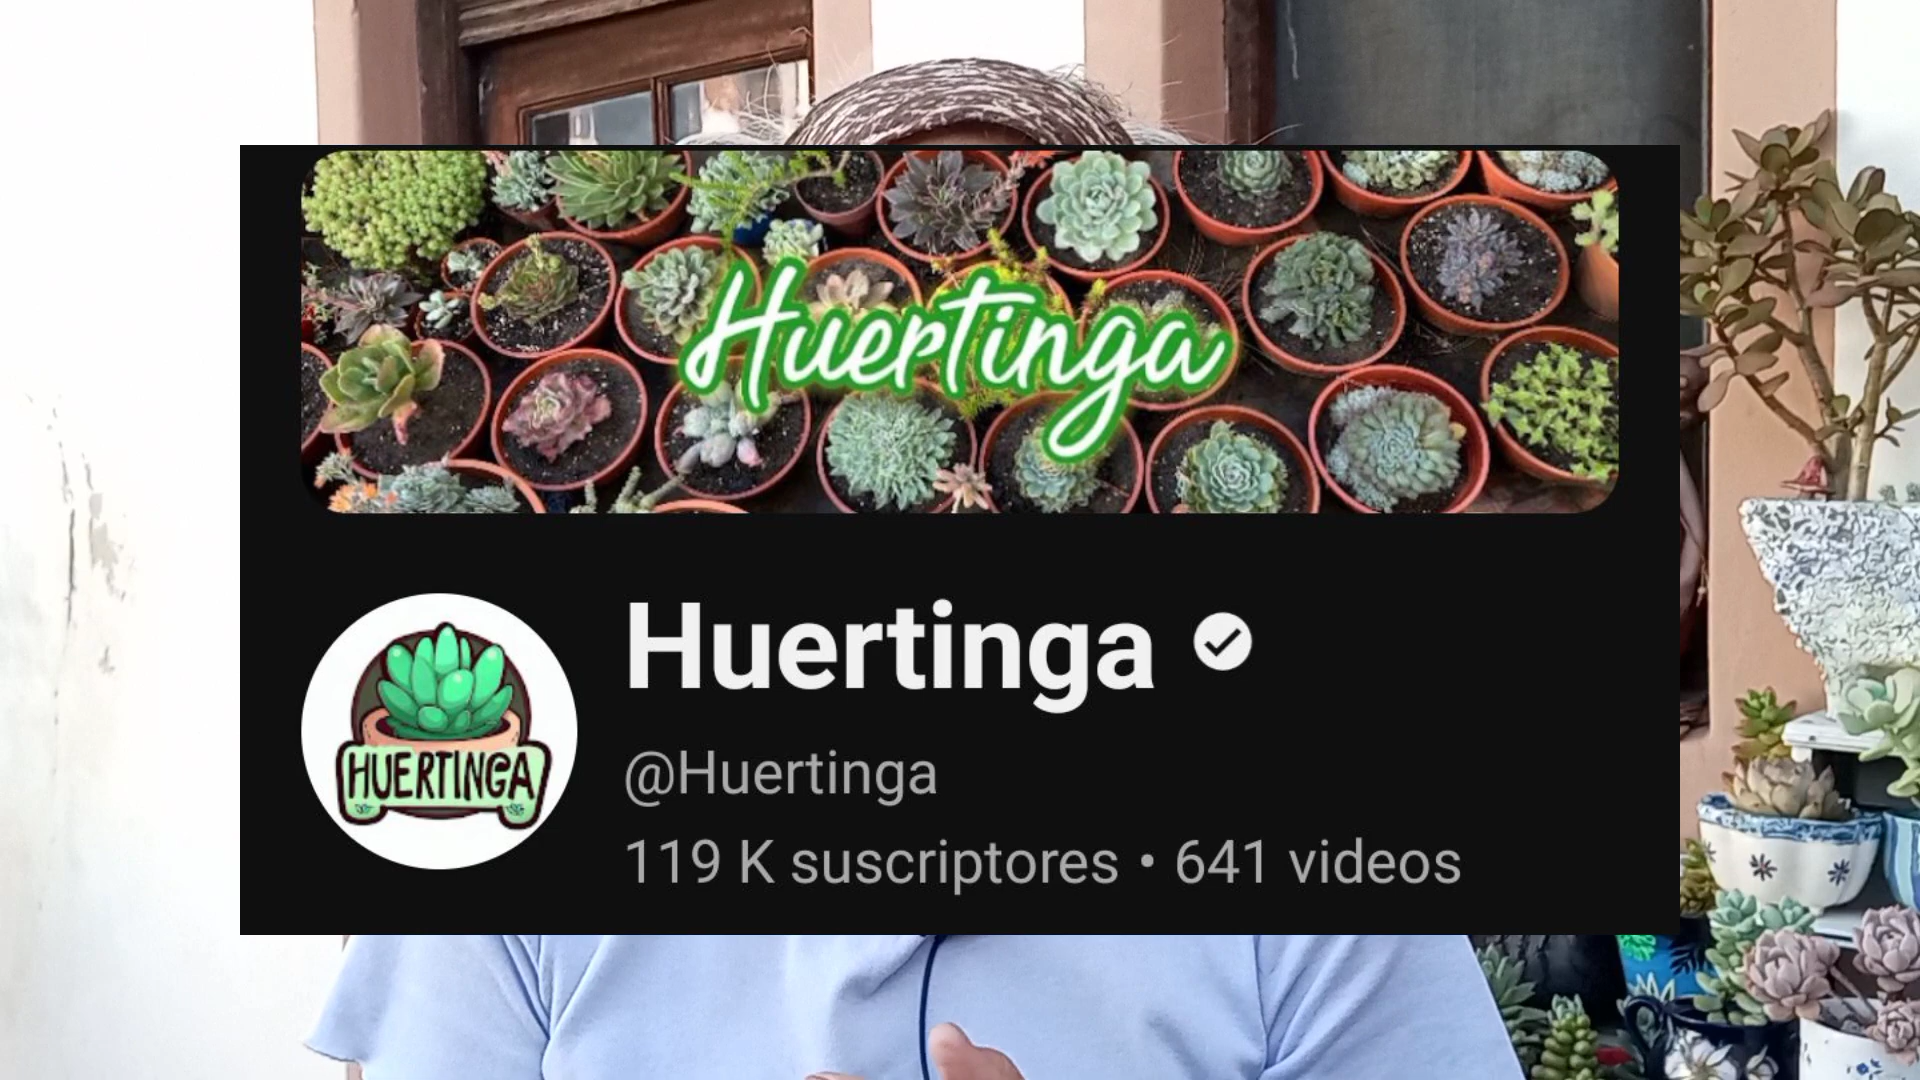 Huertinga
HUERTINGA
Huertinga
@Huertinga
119 K suscriptores • 641 videos